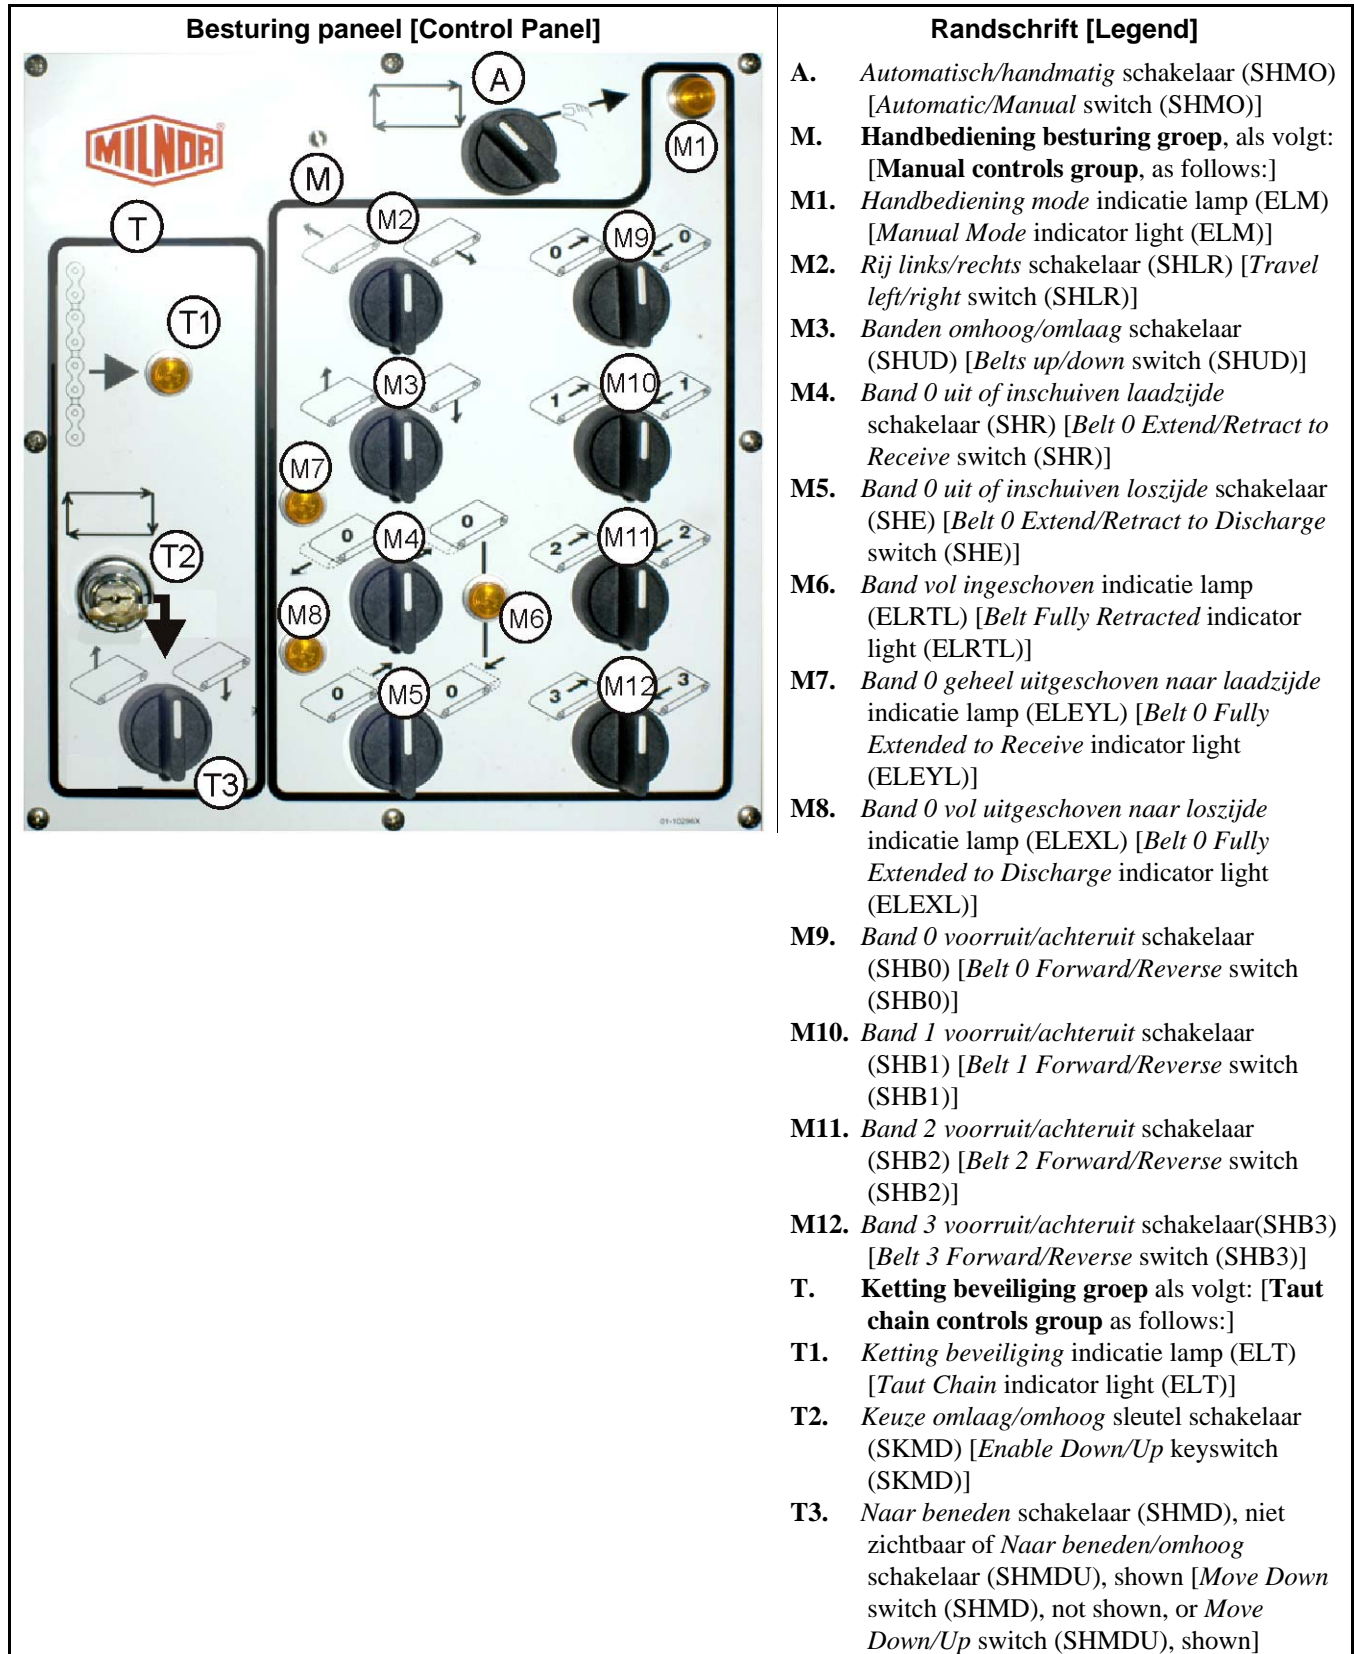 Besturing paneel [Control Panel]
MILNOR
®
A
M1
M
M2
M9
0
0
T
T1
M3
M10
1
1
M7
0
M4
0
M11
2
2
T2
M8
M6
0
M5
0
M12
3
3
T3
01-10296X
Randschrift [Legend]
A. Automatisch/handmatig schakelaar (SHMO)
[Automatic/Manual switch (SHMO)]
M. Handbediening besturing groep, als volgt:
[Manual controls group, as follows:]
M1. Handbediening mode indicatie lamp (ELM)
[Manual Mode indicator light (ELM)]
M2. Rij links/rechts schakelaar (SHLR) [Travel
left/right switch (SHLR)]
M3. Banden omhoog/omlaag schakelaar
(SHUD) [Belts up/down switch (SHUD)]
M4. Band 0 uit of inschuiven laadzijde
schakelaar (SHR) [Belt 0 Extend/Retract to
Receive switch (SHR)]
M5. Band 0 uit of inschuiven loszijde schakelaar
(SHE) [Belt 0 Extend/Retract to Discharge
switch (SHE)]
M6. Band vol ingeschoven indicatie lamp
(ELRTL) [Belt Fully Retracted indicator
light (ELRTL)]
M7. Band 0 geheel uitgeschoven naar laadzijde
indicatie lamp (ELEYL) [Belt 0 Fully
Extended to Receive indicator light
(ELEYL)]
M8. Band 0 vol uitgeschoven naar loszijde
indicatie lamp (ELEXL) [Belt 0 Fully
Extended to Discharge indicator light
(ELEXL)]
M9. Band 0 voorruit/achteruit schakelaar
(SHB0) [Belt 0 Forward/Reverse switch
(SHB0)]
M10. Band 1 voorruit/achteruit schakelaar
(SHB1) [Belt 1 Forward/Reverse switch
(SHB1)]
M11. Band 2 voorruit/achteruit schakelaar
(SHB2) [Belt 2 Forward/Reverse switch
(SHB2)]
M12. Band 3 voorruit/achteruit schakelaar(SHB3)
[Belt 3 Forward/Reverse switch (SHB3)]
T. Ketting beveiliging groep als volgt: [Taut
chain controls group as follows:]
T1. Ketting beveiliging indicatie lamp (ELT)
[Taut Chain indicator light (ELT)]
T2. Keuze omlaag/omhoog sleutel schakelaar
(SKMD) [Enable Down/Up keyswitch
(SKMD)]
T3. Naar beneden schakelaar (SHMD), niet
zichtbaar of Naar beneden/omhoog
schakelaar (SHMDU), shown [Move Down
switch (SHMD), not shown, or Move
Down/Up switch (SHMDU), shown]